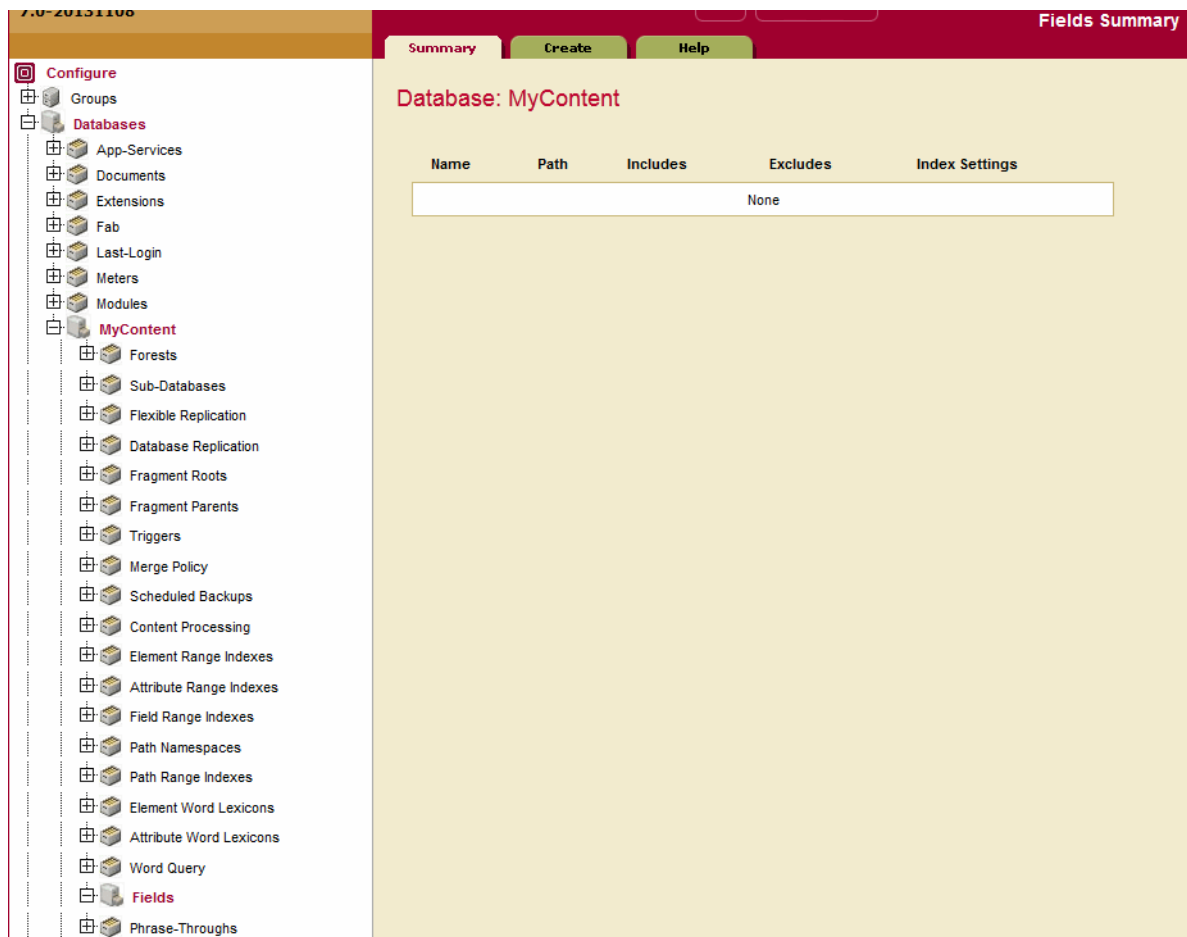 7.0-20131108
Fields Summary
Summary Create Help
Configure
Groups
Databases
App-Services
Documents
Extensions
Fab
Last-Login
Meters
Modules
MyContent
Forests
Sub-Databases
Flexible Replication
Database Replication
Fragment Roots
Fragment Parents
Triggers
Merge Policy
Scheduled Backups
Content Processing
Element Range Indexes
Attribute Range Indexes
Field Range Indexes
Path Namespaces
Path Range Indexes
Element Word Lexicons
Attribute Word Lexicons
Word Query
Fields
Phrase-Throughs
Database: MyContent
Name Path Includes Excludes Index Settings
None